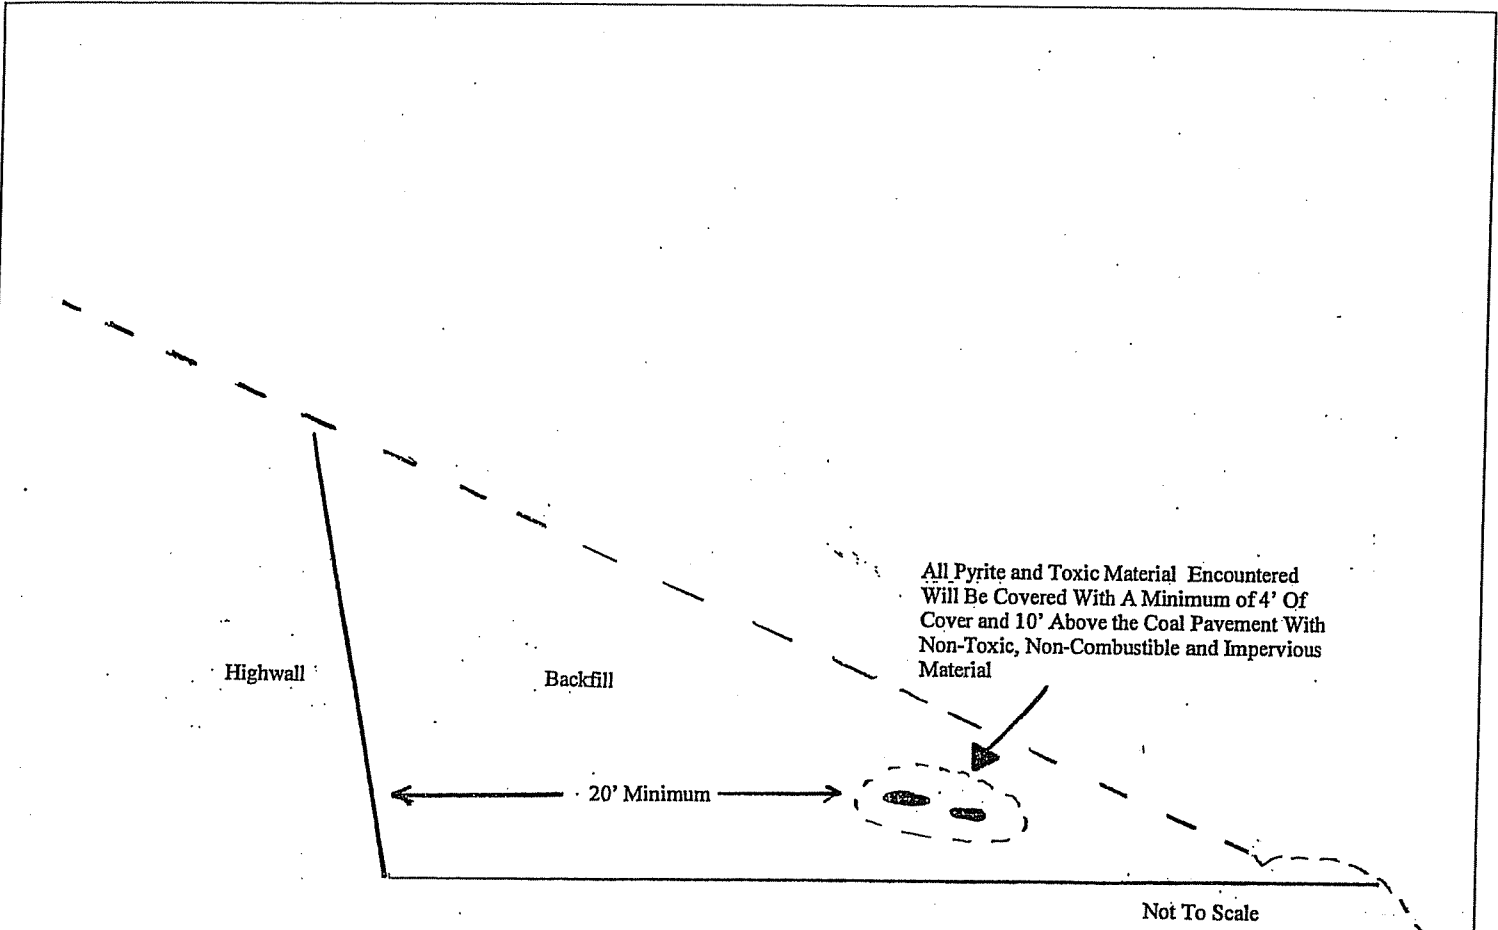 All Pyrite and Toxic Material Encountered
Will Be Covered With A Minimum of 4' Of
Cover and 10' Above the Coal Pavement With
Non-Toxic, Non-Combustible and Impervious
Material
Highwall
Backfill
20' Minimum
Not To Scale